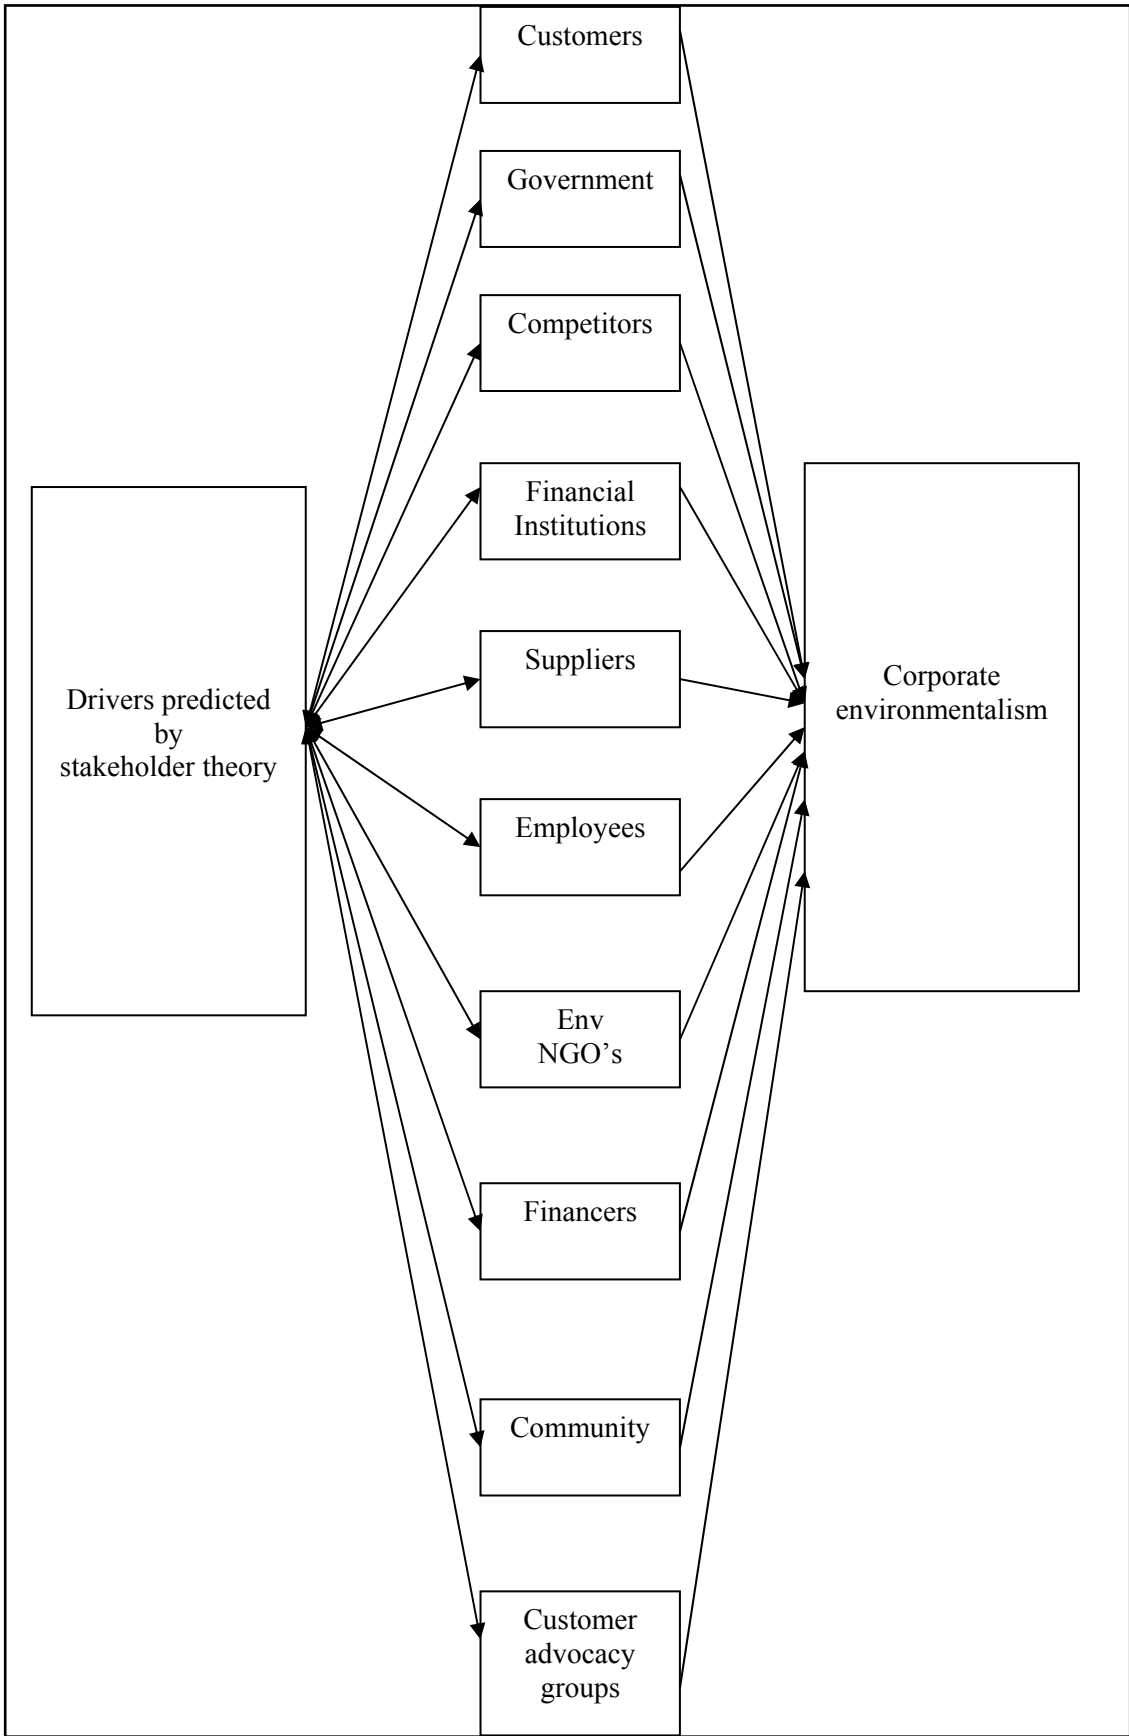 Customers
Government
Competitors
Financial
Institutions
Suppliers
Employees
Env
NGO’s
Financers
Community
Customer
advocacy
groups
Drivers predicted
by
stakeholder theory
Corporate
environmentalism